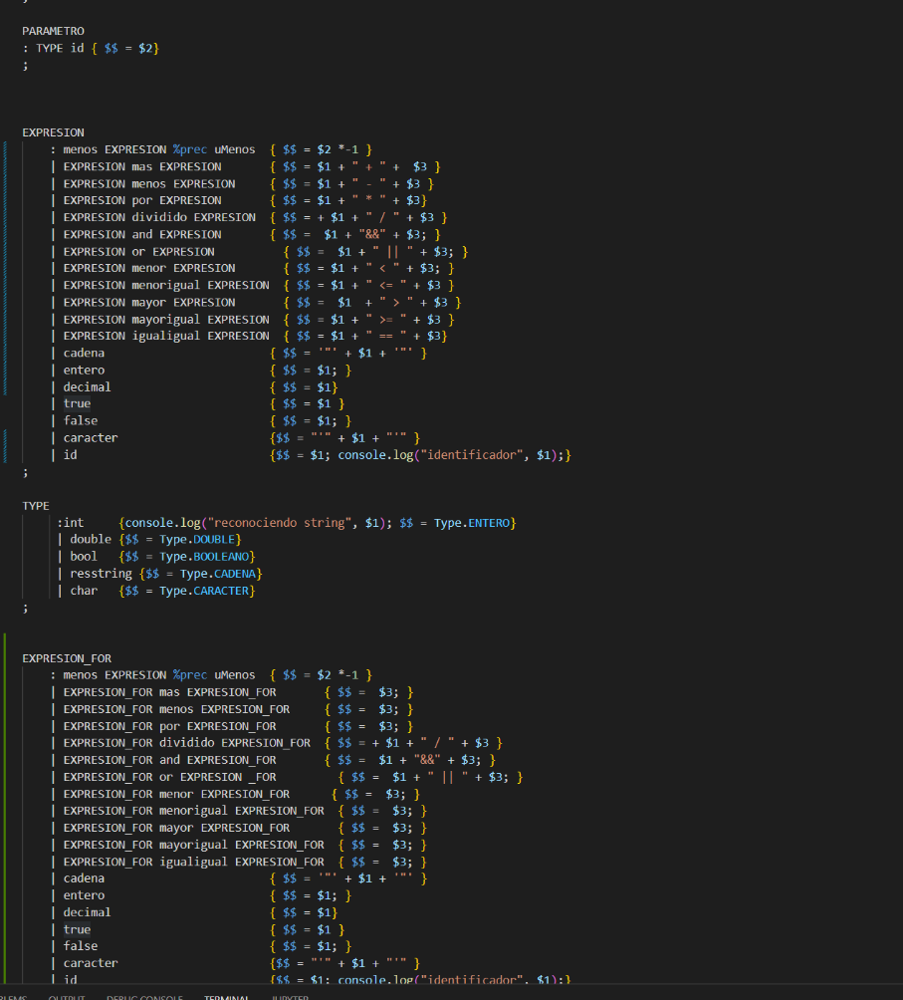 ;
PARAMETRO
: TYPE id { $$ = $2}
;
EXPRESION
: menos EXPRESION %prec uMenos { $$ = $2 *-1 }
| EXPRESION mas EXPRESION { $$ = $1 + " + " + $3 }
| EXPRESION menos EXPRESION { $$ = $1 + " - " + $3 }
| EXPRESION por EXPRESION { $$ = $1 + " * " + $3}
| EXPRESION dividido EXPRESION { $$ = + $1 + " / " + $3 }
| EXPRESION and EXPRESION { $$ = $1 + "&&" + $3; }
| EXPRESION or EXPRESION { $$ = $1 + " || " + $3; }
| EXPRESION menor EXPRESION { $$ = $1 + " < " + $3; }
| EXPRESION menorigual EXPRESION { $$ = $1 + " <= " + $3 }
| EXPRESION mayor EXPRESION { $$ = $1 + " > " + $3 }
| EXPRESION mayorigual EXPRESION { $$ = $1 + " >= " + $3 }
| EXPRESION igualigual EXPRESION { $$ = $1 + " == " + $3}
| cadena { $$ = '"' + $1 + '"' }
| entero { $$ = $1; }
| decimal { $$ = $1}
| true { $$ = $1 }
| false { $$ = $1; }
| caracter {$$ = "'" + $1 + "'" }
| id {$$ = $1; console.log("identificador", $1);}
;
TYPE
:int {console.log("reconociendo string", $1); $$ = Type.ENTERO}
| double {$$ = Type.DOUBLE}
| bool {$$ = Type.BOOLEANO}
| resstring {$$ = Type.CADENA}
| char {$$ = Type.CARACTER}
;
EXPRESION_FOR
: menos EXPRESION %prec uMenos { $$ = $2 *-1 }
| EXPRESION_FOR mas EXPRESION_FOR { $$ = $3; }
| EXPRESION_FOR menos EXPRESION_FOR { $$ = $3; }
| EXPRESION_FOR por EXPRESION_FOR { $$ = $3; }
| EXPRESION_FOR dividido EXPRESION_FOR { $$ = + $1 + " / " + $3 }
| EXPRESION_FOR and EXPRESION_FOR { $$ = $1 + "&&" + $3; }
| EXPRESION_FOR or EXPRESION _FOR { $$ = $1 + " || " + $3; }
| EXPRESION_FOR menor EXPRESION_FOR { $$ = $3; }
| EXPRESION_FOR menorigual EXPRESION_FOR { $$ = $3; }
| EXPRESION_FOR mayor EXPRESION_FOR { $$ = $3; }
| EXPRESION_FOR mayorigual EXPRESION_FOR { $$ = $3; }
| EXPRESION_FOR igualigual EXPRESION_FOR { $$ = $3; }
| cadena { $$ = '"' + $1 + '"' }
| entero { $$ = $1; }
| decimal { $$ = $1}
| true { $$ = $1 }
| false { $$ = $1; }
| caracter {$$ = "'" + $1 + "'" }
| id {$$ = $1; console.log("identificador", $1);}
BLEMS OUTPUT DEBUG CONSOLE TERMINAL JUPYTER